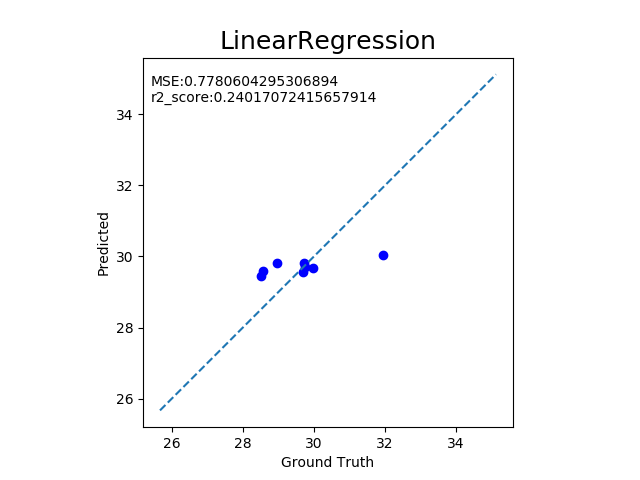 LinearRegression
MSE:0.7780604295306894
r2_score:0.24017072415657914
34
32
30
28
26
Predicted
26 28 30 32 34
Ground Truth